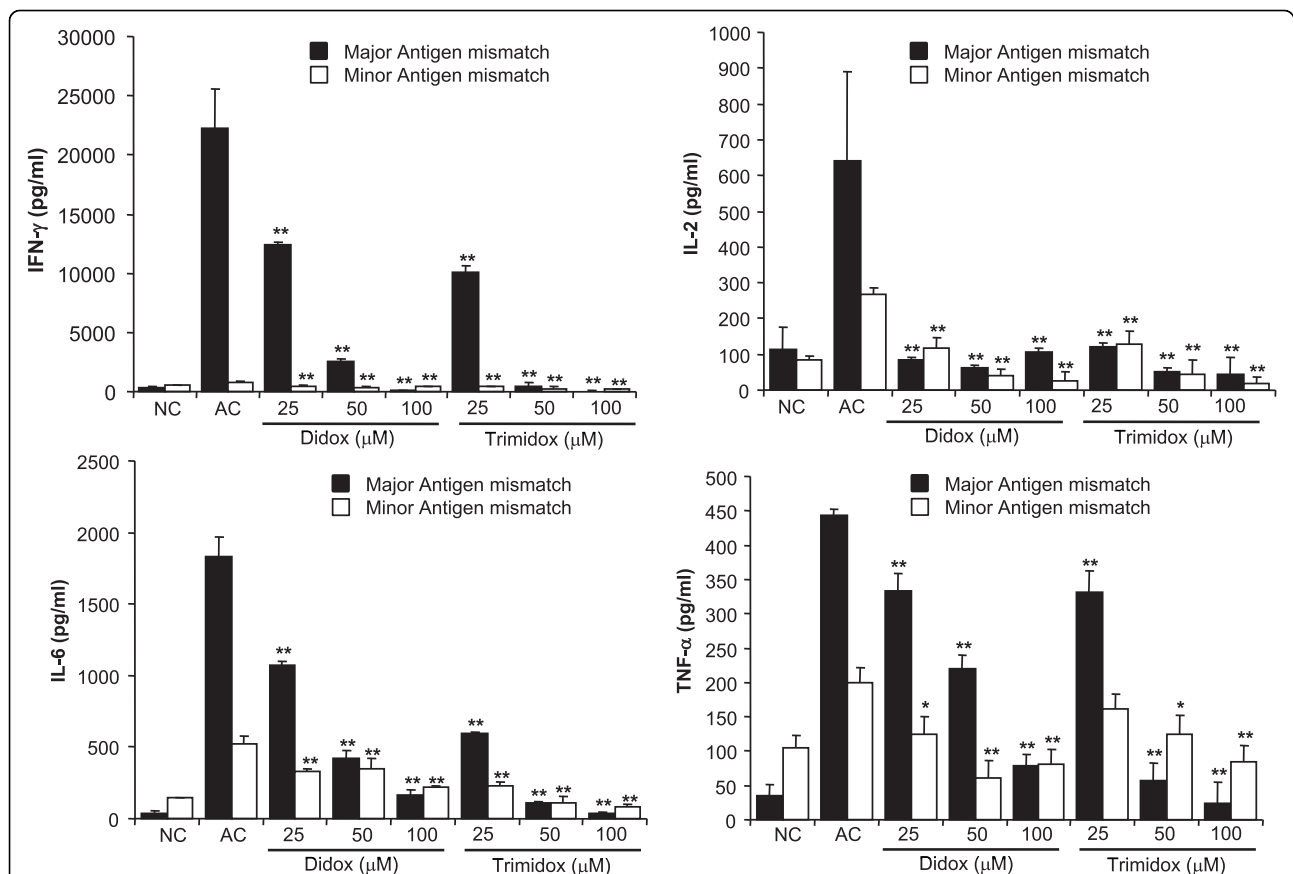 30000
25000
20000
15000
10000
5000
0
IFN-γ (pg/ml)
Major Antigen mismatch
Minor Antigen mismatch
** ** ** ** ** ** ** ** ** ** ** **
NC AC 25 50 100 25 50 100
Didox (μM) Trimidox (μM)
1000
900
800
700
600
500
400
300
200
100
0
IL-2 (pg/ml)
Major Antigen mismatch
Minor Antigen mismatch
** ** ** ** ** ** ** ** ** ** ** **
NC AC 25 50 100 25 50 100
Didox (μM) Trimidox (μM)
2500
2000
1500
1000
500
0
IL-6 (pg/ml)
Major Antigen mismatch
Minor Antigen mismatch
** ** ** ** ** ** ** ** ** ** ** **
NC AC 25 50 100 25 50 100
Didox (μM) Trimidox (μM)
500
450
400
350
300
250
200
150
100
50
0
TNF-α (pg/ml)
Major Antigen mismatch
Minor Antigen mismatch
** * ** ** ** ** ** ** * ** **
NC AC 25 50 100 25 50 100
Didox (μM) Trimidox (μM)